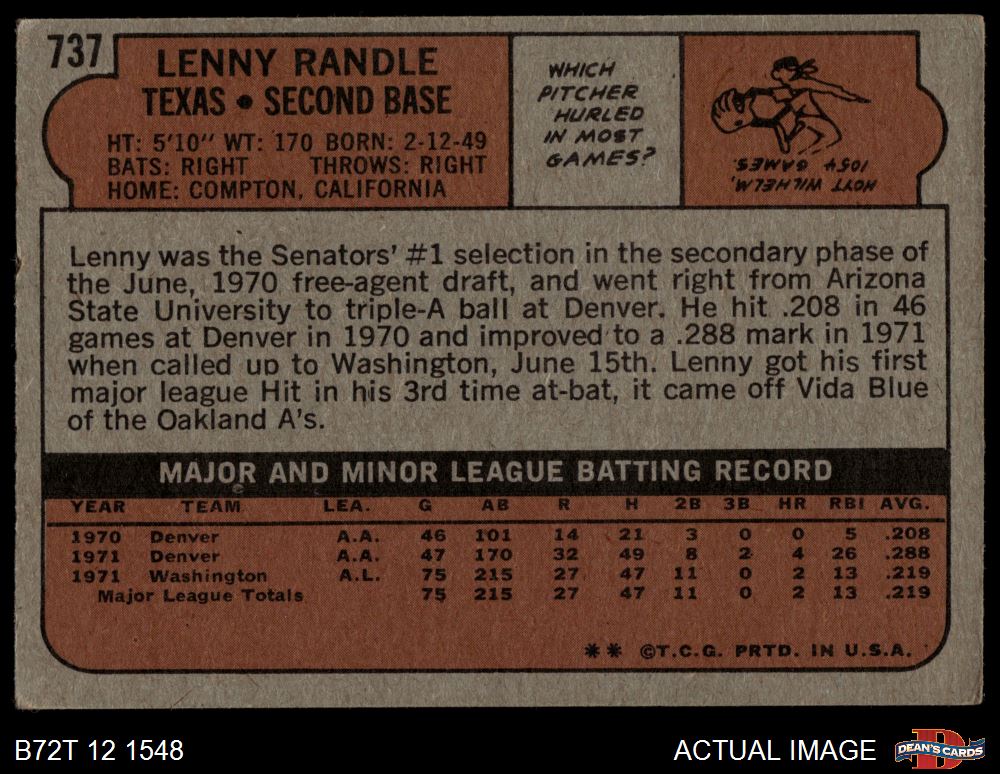 737
LENNY RANDLE
TEXAS • SECOND BASE
HT: 5'10" WT: 170 BORN: 2-12-49
BATS: RIGHT THROWS: RIGHT
HOME: COMPTON, CALIFORNIA
WHICH
PITCHER
HURLED
IN MOST
GAMES?
HOYT WILHELM,
1054 GAMES.
Lenny was the Senators' #1 selection in the secondary phase of
the June, 1970 free-agent draft, and went right from Arizona
State University to triple-A ball at Denver. He hit .208 in 46
games at Denver in 1970 and improved to a .288 mark in 1971
when called up to Washington, June 15th. Lenny got his first
major league Hit in his 3rd time at-bat, it came off Vida Blue
of the Oakland A's.
MAJOR AND MINOR LEAGUE BATTING RECORD
YEAR TEAM LEA. G AB R H 2B 3B HR RBI AVG.
1970 Denver A.A. 46 101 14 21 3 0 0 5 .208
1971 Denver A.A. 47 170 32 49 8 2 4 26 .288
1971 Washington A.L. 75 215 27 47 11 0 2 13 .219
Major League Totals 75 215 27 47 11 0 2 13 .219
** ©T.C.G. PRTD. IN U.S.A.
B72T 12 1548
ACTUAL IMAGE
DEAN'S CARDS